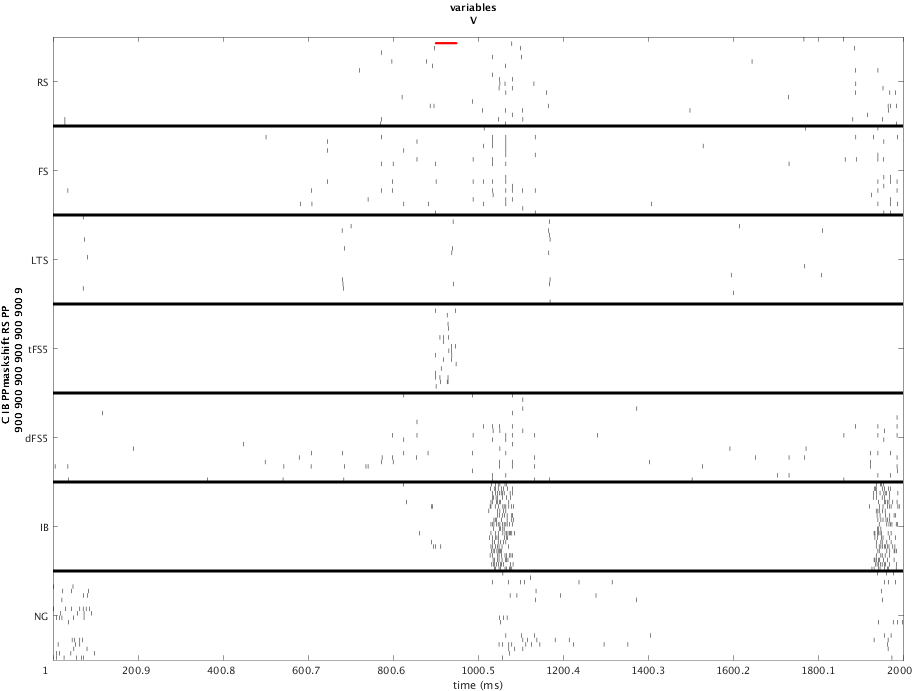 variables
V
RS
FS
LTS
tFS5
dFS5
IB
NG
C IB PPmaskshift RS PP
900 900 900 900 900 900 9
1 200.9 400.8 600.7 800.6 1000.5 1200.4 1400.3 1600.2 1800.1 2000
time (ms)